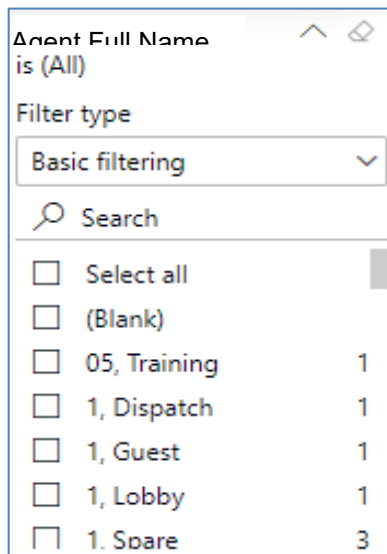 Agent Full Name
is (All)
Filter type
Basic filtering
Search
Select all
(Blank)
05, Training 1
1, Dispatch 1
1, Guest 1
1, Lobby 1
1, Spare 3